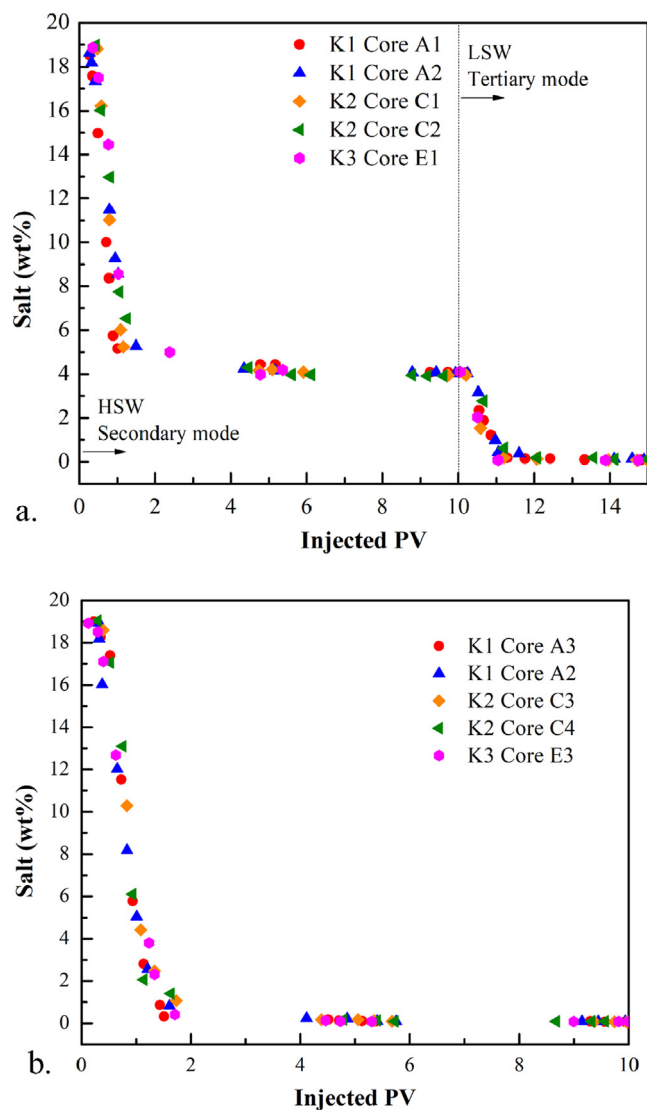 20
18
16
14
12
10
8
6
4
2
0
Salt (wt%)
K1 Core A1
K1 Core A2
K2 Core C1
K2 Core C2
K3 Core E1
LSW
Tertiary mode
HSW
Secondary mode
0 2 4 6 8 10 12 14
Injected PV
a.
20
18
16
14
12
10
8
6
4
2
0
Salt (wt%)
K1 Core A3
K1 Core A2
K2 Core C3
K2 Core C4
K3 Core E3
0 2 4 6 8 10
Injected PV
b.